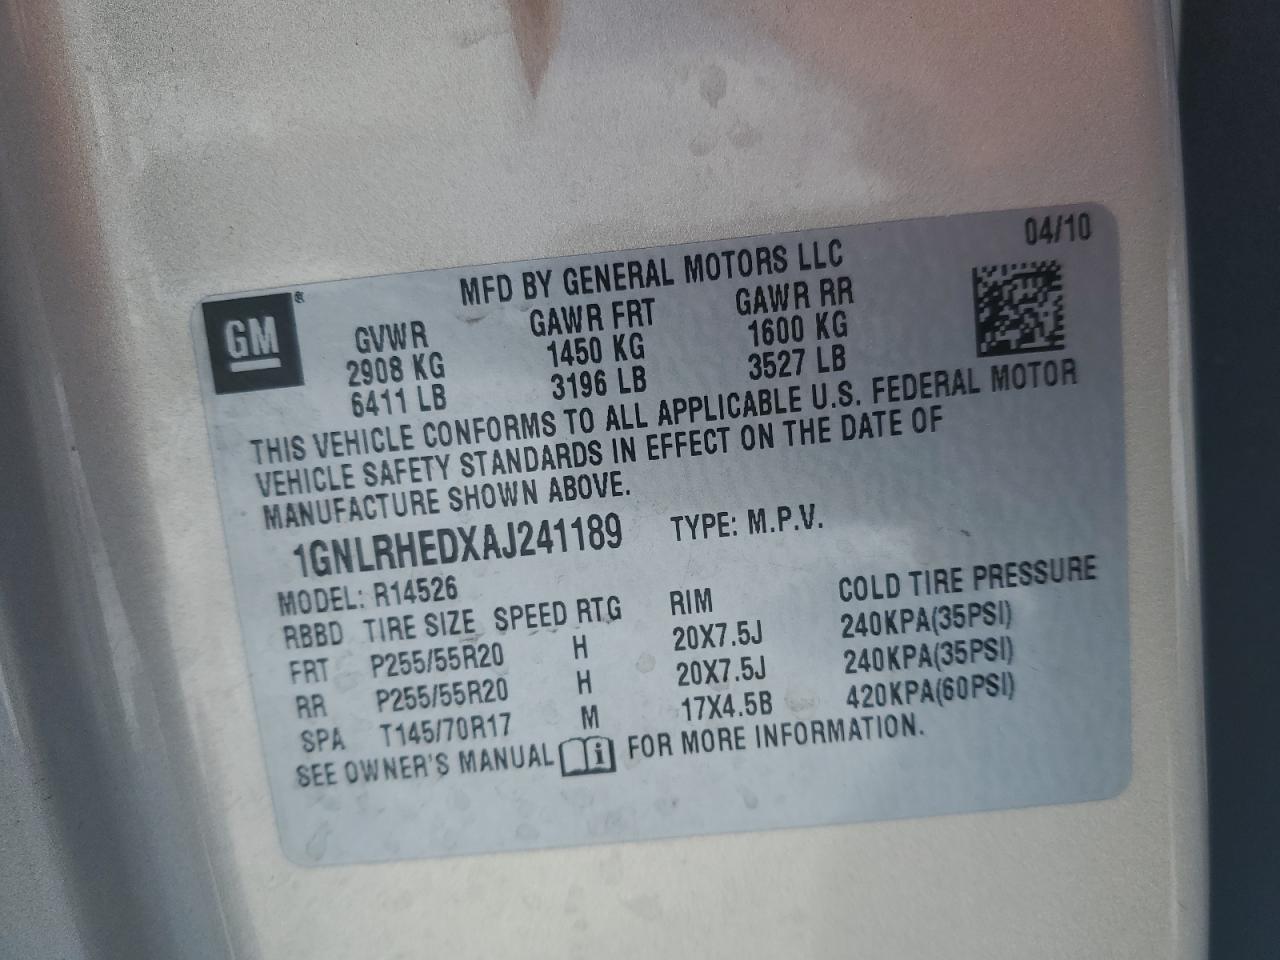 04/10
GM ®
MFD BY GENERAL MOTORS LLC
GVWR GAWR FRT GAWR RR
2908 KG 1450 KG 1600 KG
6411 LB 3196 LB 3527 LB
THIS VEHICLE CONFORMS TO ALL APPLICABLE U.S. FEDERAL MOTOR
VEHICLE SAFETY STANDARDS IN EFFECT ON THE DATE OF
MANUFACTURE SHOWN ABOVE.
1GNLRHEDXAJ241189 TYPE: M.P.V.
MODEL: R14526
RBBD TIRE SIZE SPEED RTG RIM COLD TIRE PRESSURE
FRT P255/55R20 H 20X7.5J 240KPA(35PSI)
RR P255/55R20 H 20X7.5J 240KPA(35PSI)
SPA T145/70R17 M 17X4.5B 420KPA(60PSI)
SEE OWNER'S MANUAL i FOR MORE INFORMATION.